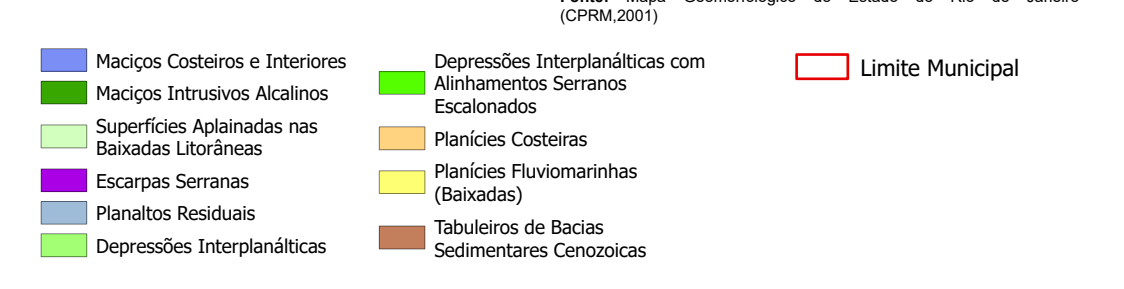 (CPRM,2001)
Maciços Costeiros e Interiores
Maciços Intrusivos Alcalinos
Superfícies Aplainadas nas
Baixadas Litorâneas
Escarpas Serranas
Planaltos Residuais
Depressões Interplanálticas
Depressões Interplanálticas com
Alinhamentos Serranos
Escalonados
Planícies Costeiras
Planícies Fluviomarinhas
(Baixadas)
Tabuleiros de Bacias
Sedimentares Cenozoicas
Limite Municipal